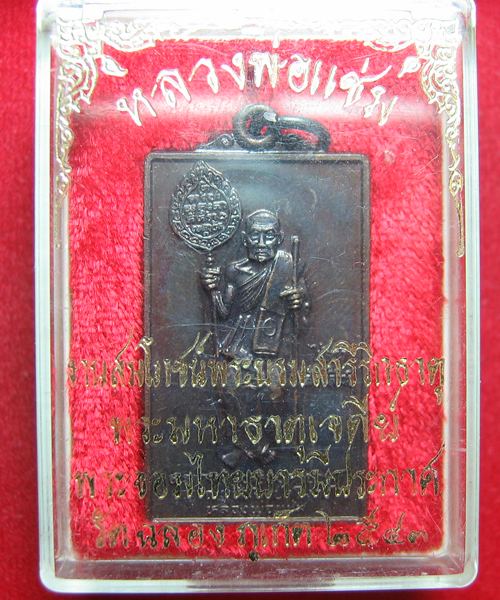 หลวงพ่อแช่ม
งานสมโภชน์พระบรมสารีริกธาตุ
พระมหาธาตุเจดีย์
พระจอมไทยบารมีประกาศ
วัดฉลอง ภูเก็ต ๒๕๔๓